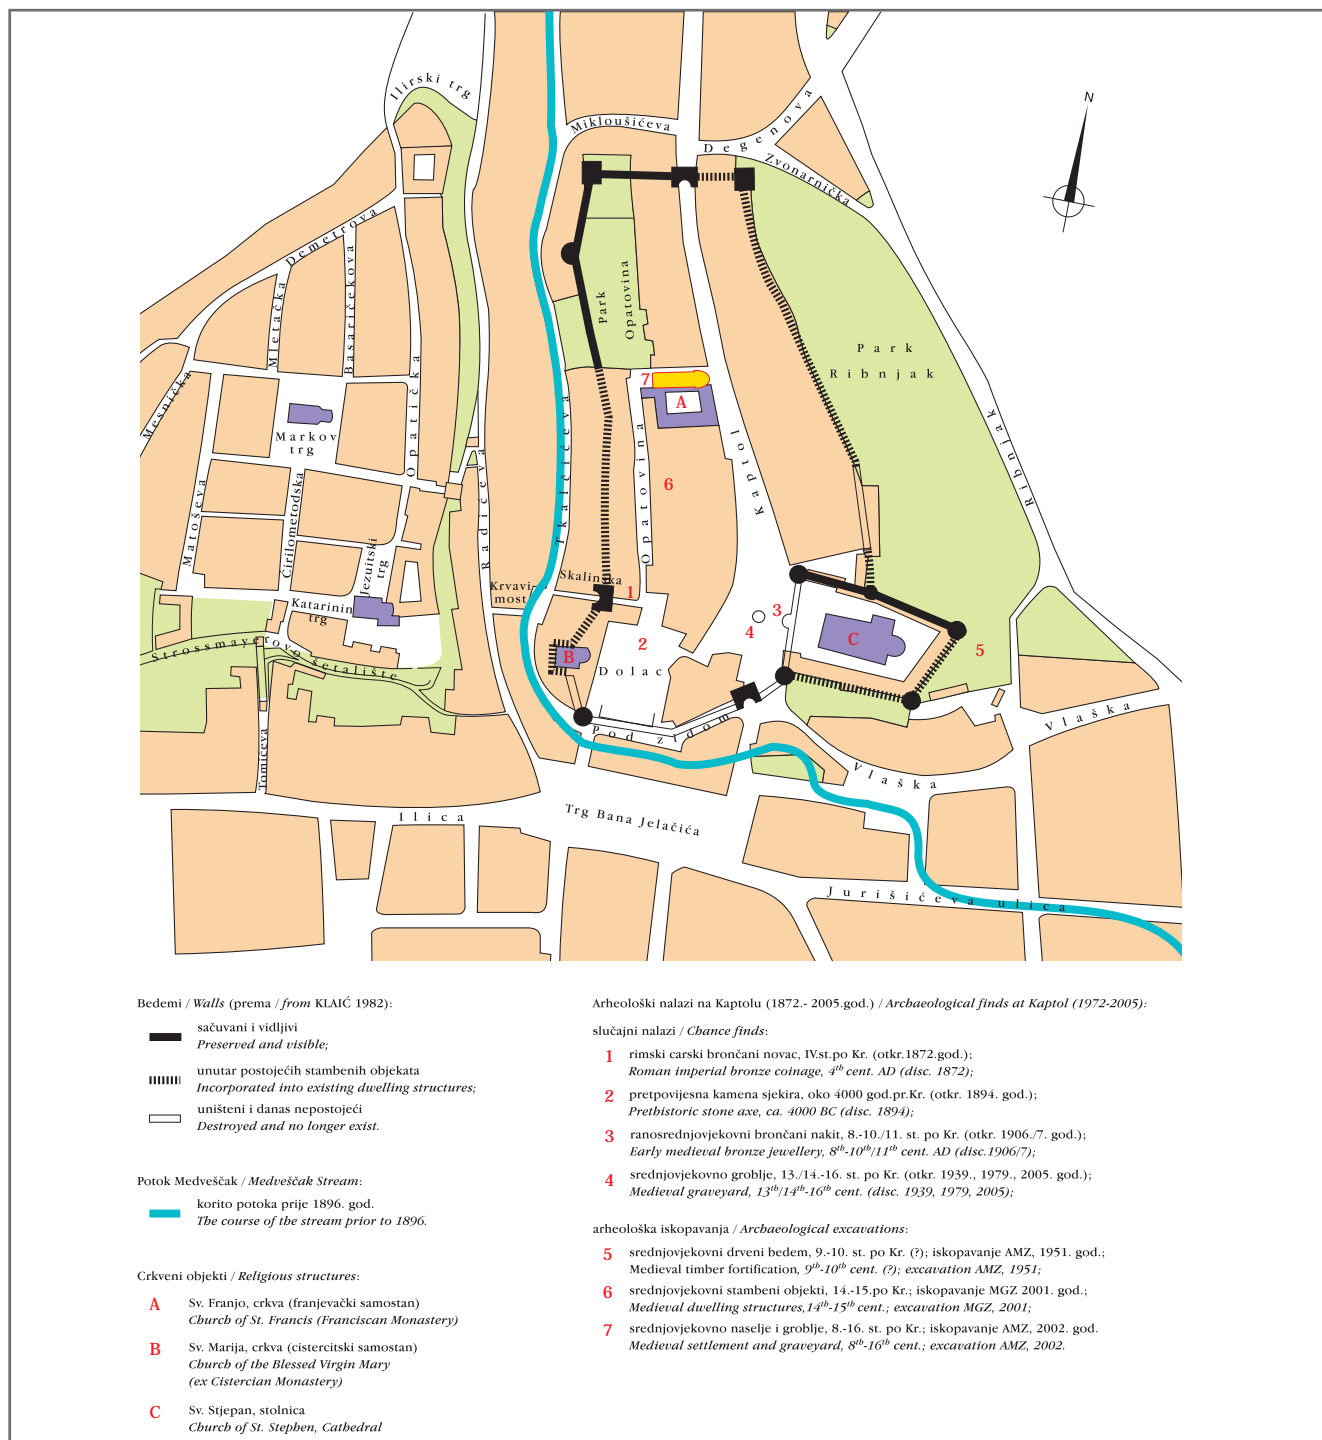 N
Ilirski trg
Mikloušićeva
Degenova
Zvonarnička
Demetrova
Mletačka
Basaričekova
Opatička
Mesnička
Markov
trg
Matoševa
Ćirilometodska
Jezuitski
trg
Katarinin
trg
Strossmayerovo šetalište
Tomićeva
Radićeva
Krvavi
most
Tkalčićeva
Skalinska
Park
Opatovina
Opatovina
Kaptol
Park
Ribnjak
Ribnjak
7
A
6
1
2
3
4
5
B
C
Dolac
Pod zidom
Vlaška
Vlaška
Ilica
Trg Bana Jelačića
Jurišićeva ulica
Bedemi / Walls (prema / from KLAIĆ 1982):
sačuvani i vidljivi
Preserved and visible;
unutar postojećih stambenih objekata
Incorporated into existing dwelling structures;
uništeni i danas nepostojeći
Destroyed and no longer exist.
Potok Medveščak / Medveščak Stream:
korito potoka prije 1896. god.
The course of the stream prior to 1896.
Crkveni objekti / Religious structures:
A Sv. Franjo, crkva (franjevački samostan)
Church of St. Francis (Franciscan Monastery)
B Sv. Marija, crkva (cistercitski samostan)
Church of the Blessed Virgin Mary
(ex Cistercian Monastery)
C Sv. Stjepan, stolnica
Church of St. Stephen, Cathedral
Arheološki nalazi na Kaptolu (1872.- 2005.god.) / Archaeological finds at Kaptol (1972-2005):
slučajni nalazi / Chance finds:
1 rimski carski brončani novac, IV.st.po Kr. (otkr.1872.god.);
Roman imperial bronze coinage, 4th cent. AD (disc. 1872);
2 pretpovijesna kamena sjekira, oko 4000 god.pr.Kr. (otkr. 1894. god.);
Prethistoric stone axe, ca. 4000 BC (disc. 1894);
3 ranosrednjovjekovni brončani nakit, 8.-10./11. st. po Kr. (otkr. 1906./7. god.);
Early medieval bronze jewellery, 8th-10th/11th cent. AD (disc.1906/7);
4 srednjovjekovno groblje, 13./14.-16. st. po Kr. (otkr. 1939., 1979., 2005. god.);
Medieval graveyard, 13th/14th-16th cent. (disc. 1939, 1979, 2005);
arheološka iskopavanja / Archaeological excavations:
5 srednjovjekovni drveni bedem, 9.-10. st. po Kr. (?); iskopavanje AMZ, 1951. god.;
Medieval timber fortification, 9th-10th cent. (?); excavation AMZ, 1951;
6 srednjovjekovni stambeni objekti, 14.-15.po Kr.; iskopavanje MGZ 2001. god.;
Medieval dwelling structures,14th-15th cent.; excavation MGZ, 2001;
7 srednjovjekovno naselje i groblje, 8.-16. st. po Kr.; iskopavanje AMZ, 2002. god.
Medieval settlement and graveyard, 8th-16th cent.; excavation AMZ, 2002.